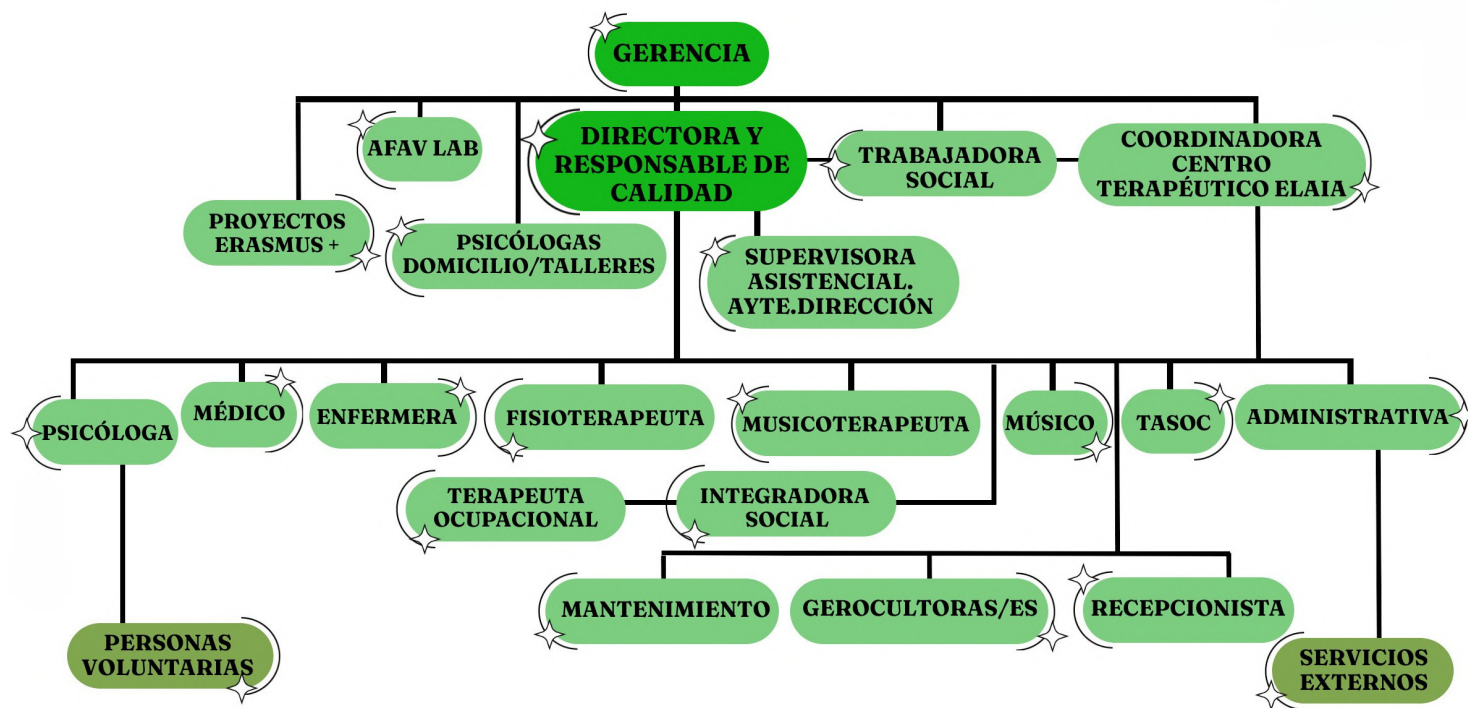 GERENCIA
AFAV LAB
DIRECTORA Y
RESPONSABLE DE
CALIDAD
TRABAJADORA
SOCIAL
COORDINADORA
CENTRO
TERAPÉUTICO ELAIA
PROYECTOS
ERASMUS +
PSICÓLOGAS
DOMICILIO/TALLERES
SUPERVISORA
ASISTENCIAL.
AYTE.DIRECCIÓN
PSICÓLOGA
MÉDICO
ENFERMERA
FISIOTERAPEUTA
MUSICOTERAPEUTA
MÚSICO
TASOC
ADMINISTRATIVA
TERAPEUTA
OCUPACIONAL
INTEGRADORA
SOCIAL
MANTENIMIENTO
GEROCULTORAS/ES
RECEPCIONISTA
PERSONAS
VOLUNTARIAS
SERVICIOS
EXTERNOS